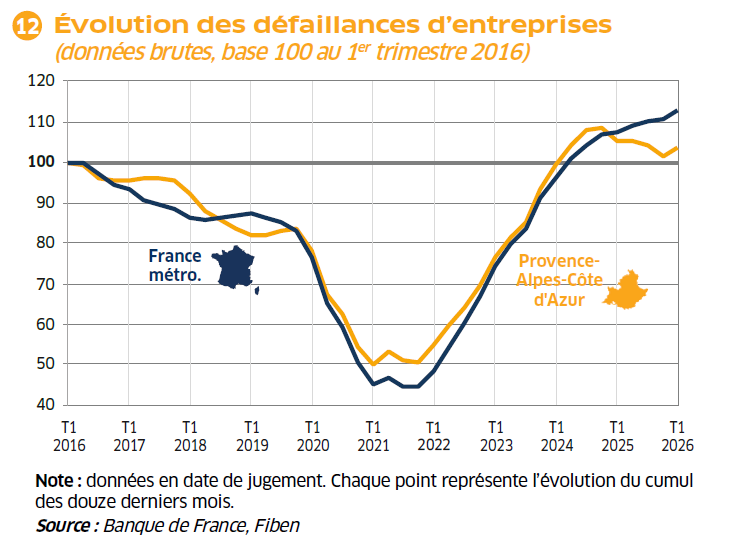 12 Évolution des défaillances d'entreprises
(données brutes, base 100 au 1er trimestre 2016)
120
110
100
90
80
70
60
50
40
France
métro.
Provence-
Alpes-Côte
d'Azur
T1 T1 T1 T1 T1 T1 T1 T1 T1 T1 T1
2016 2017 2018 2019 2020 2021 2022 2023 2024 2025 2026
Note : données en date de jugement. Chaque point représente l'évolution du cumul
des douze derniers mois.
Source : Banque de France, Fiben